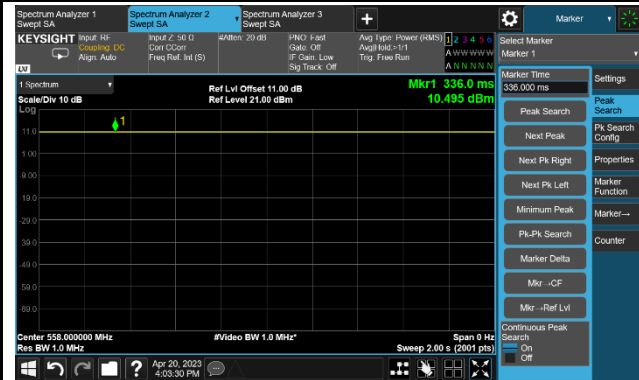 Spectrum Analyzer 1
Swept SA
Spectrum Analyzer 2
Swept SA
Spectrum Analyzer 3
Swept SA
+
Marker
KEYSIGHT
Input: RF
Coupling: DC
Align: Auto
Input Z: 50 Ω
Corr CCorr
Freq Ref: Int (S)
#Atten: 20 dB
PNO: Fast
Gate: Off
IF Gain: Low
Sig Track: Off
Avg Type: Power (RMS)
Avg|Hold:>1/1
Trig: Free Run
1 2 3 4 5 6
A W W W W W
A N N N N N
LXI
Select Marker
Marker 1
1 Spectrum
Scale/Div 10 dB
Log
Ref Lvl Offset 11.00 dB
Ref Level 21.00 dBm
Mkr1 336.0 ms
10.495 dBm
1
11.0
1.00
-9.00
-19.0
-29.0
-39.0
-49.0
-59.0
-69.0
Center 558.000000 MHz
Res BW 1.0 MHz
#Video BW 1.0 MHz*
Span 0 Hz
Sweep 2.00 s (2001 pts)
Marker Time
336.000 ms
Peak Search
Next Peak
Next Pk Right
Next Pk Left
Minimum Peak
Pk-Pk Search
Marker Delta
Mkr→CF
Mkr→Ref Lvl
Continuous Peak
Search
On
Off
Settings
Peak
Search
Pk Search
Config
Properties
Marker
Function
Marker→
Counter
?
Apr 20, 2023
4:03:30 PM